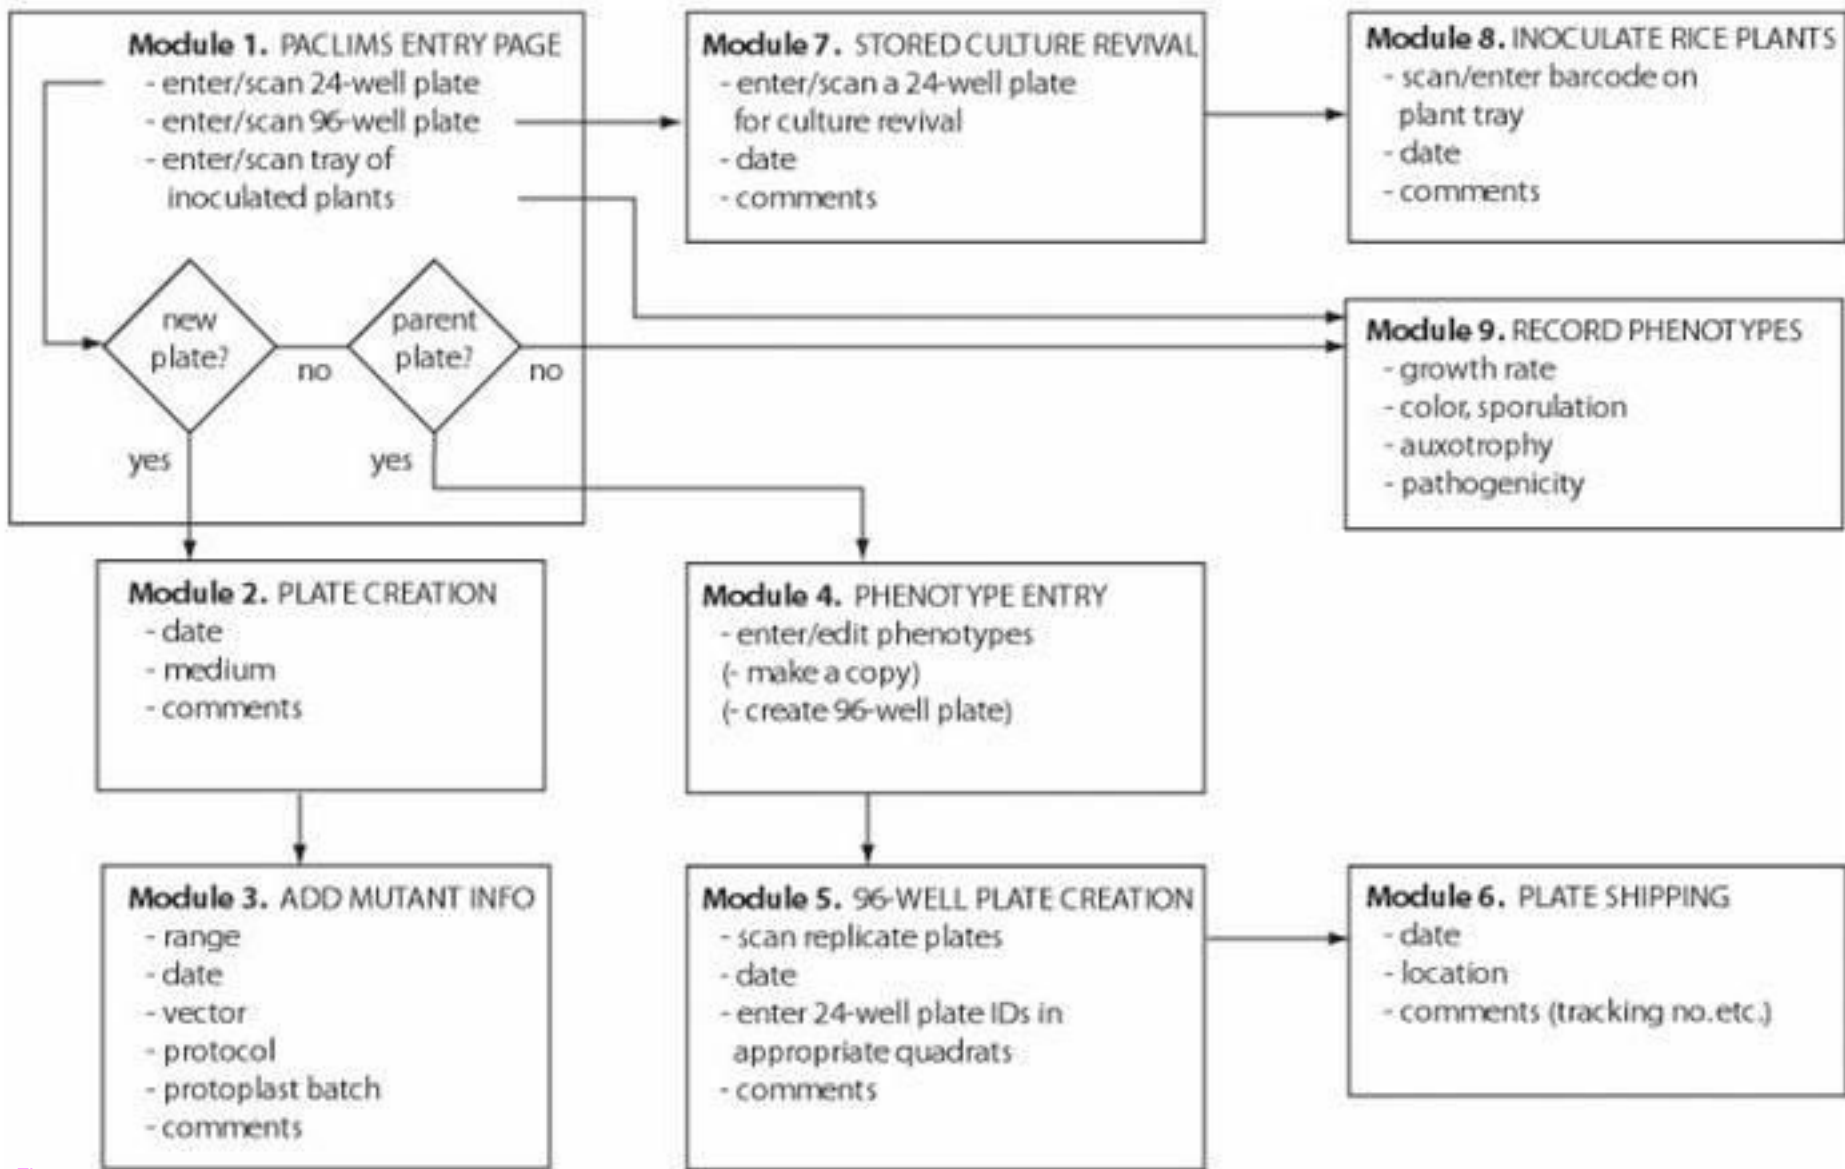 Module 1. PACLIMS ENTRY PAGE
- enter/scan 24-well plate
- enter/scan 96-well plate
- enter/scan tray of
inoculated plants
new
plate?
no
yes
parent
plate?
no
yes
Module 7. STORED CULTURE REVIVAL
- enter/scan a 24-well plate
for culture revival
- date
- comments
Module 8. INOCULATE RICE PLANTS
- scan/enter barcode on
plant tray
- date
- comments
Module 9. RECORD PHENOTYPES
- growth rate
- color, sporulation
- auxotrophy
- pathogenicity
Module 2. PLATE CREATION
- date
- medium
- comments
Module 4. PHENOTYPE ENTRY
- enter/edit phenotypes
(- make a copy)
(- create 96-well plate)
Module 3. ADD MUTANT INFO
- range
- date
- vector
- protocol
- protoplast batch
- comments
Module 5. 96-WELL PLATE CREATION
- scan replicate plates
- date
- enter 24-well plate IDs in
appropriate quadrats
- comments
Module 6. PLATE SHIPPING
- date
- location
- comments (tracking no.etc.)